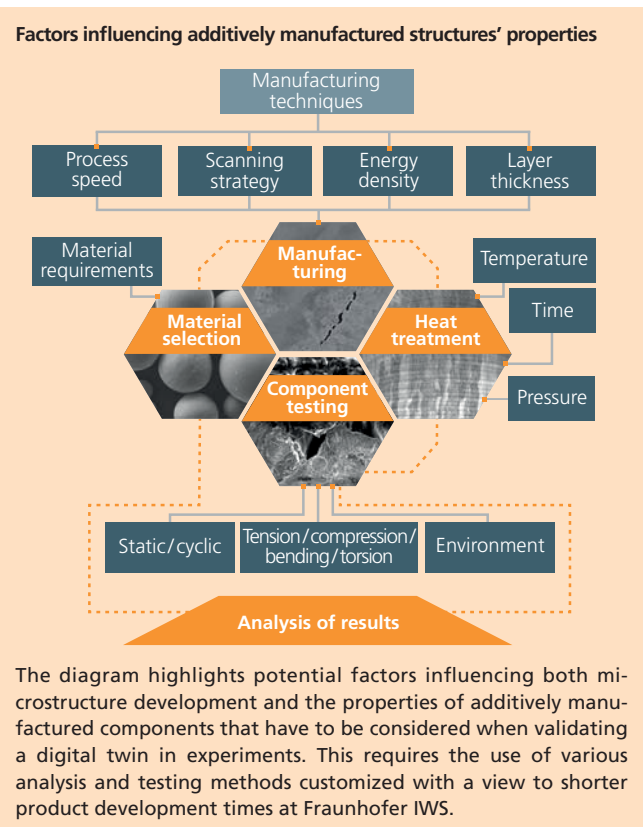 Factors influencing additively manufactured structures’ properties
Manufacturing
techniques
Process
speed
Scanning
strategy
Energy
density
Layer
thickness
Material
requirements
Manufac-
turing
Temperature
Time
Material
selection
Heat
treatment
Pressure
Component
testing
Static/cyclic
Tension/compression/
bending/torsion
Environment
Analysis of results
The diagram highlights potential factors influencing both mi-
crostructure development and the properties of additively manu-
factured components that have to be considered when validating
a digital twin in experiments. This requires the use of various
analysis and testing methods customized with a view to shorter
product development times at Fraunhofer IWS.